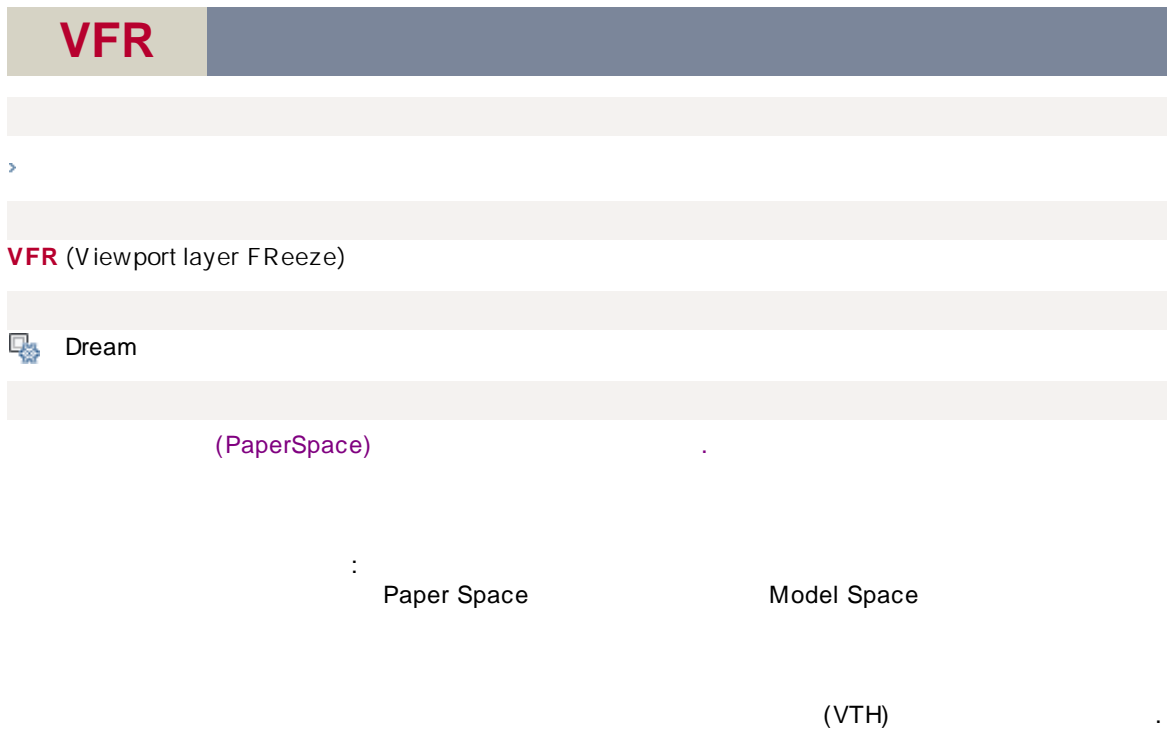 VFR
VFR (Viewport layer FReeze)
Dream
(PaperSpace) .
:
Paper Space Model Space
(VTH) .